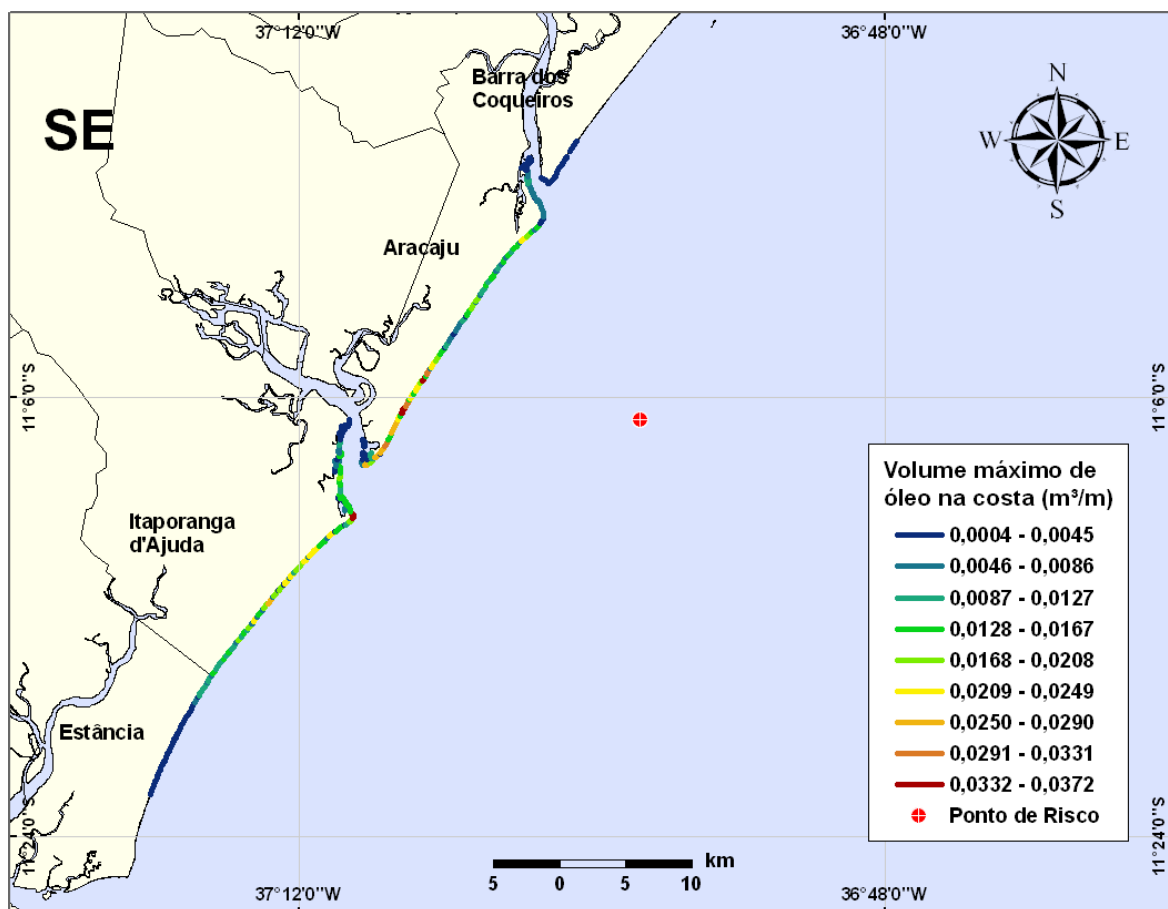 37°12'0"W
36°48'0"W
Barra dos
Coqueiros
SE
N
W
E
S
Aracaju
11°6'0"S
11°6'0"S
Volume máximo de
óleo na costa (m³/m)
0,0004 - 0,0045
0,0046 - 0,0086
0,0087 - 0,0127
0,0128 - 0,0167
0,0168 - 0,0208
0,0209 - 0,0249
0,0250 - 0,0290
0,0291 - 0,0331
0,0332 - 0,0372
Ponto de Risco
Itaporanga
d'Ajuda
Estância
11°24'0"S
11°24'0"S
km
5 0 5 10
37°12'0"W
36°48'0"W